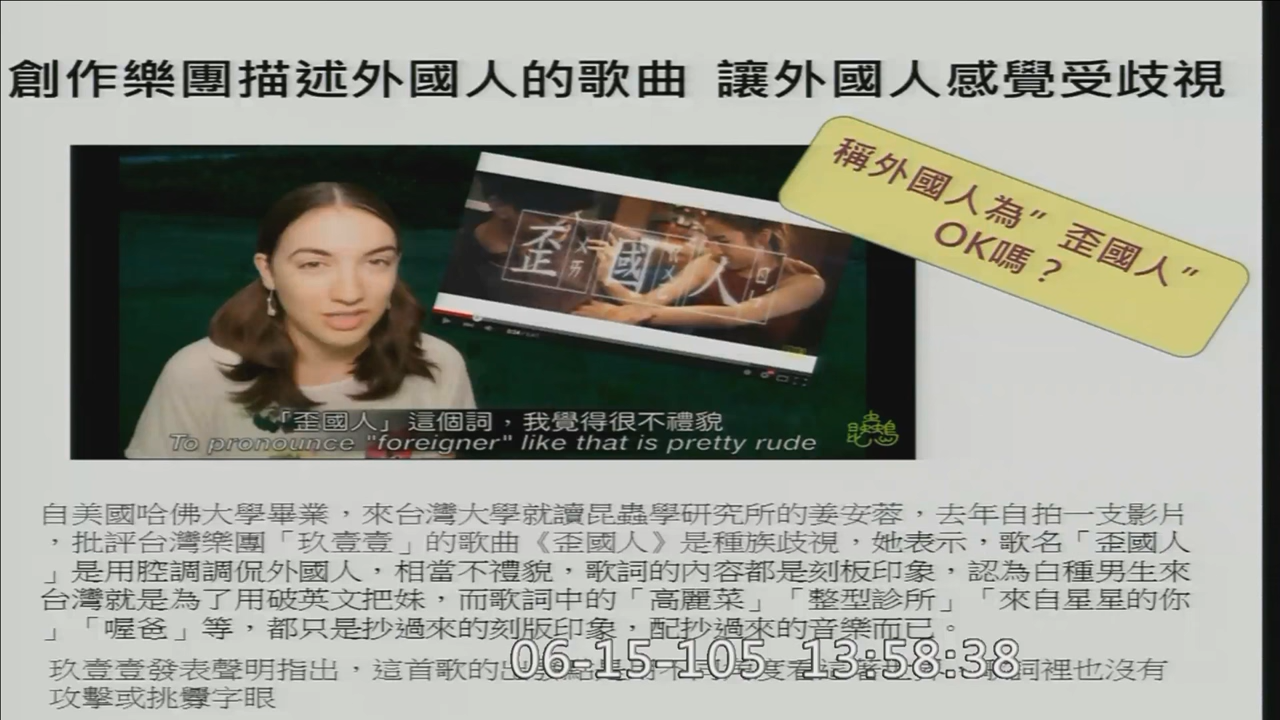 創作樂團描述外國人的歌曲 讓外國人感覺受歧視
稱外國人為”歪國人”
OK嗎？
歪國人
「歪國人」這個詞，我覺得很不禮貌
To pronounce "foreigner" like that is pretty rude
自美國哈佛大學畢業，來台灣大學就讀昆蟲學研究所的姜安蓉，去年自拍一支影片
，批評台灣樂團「玖壹壹」的歌曲《歪國人》是種族歧視，她表示，歌名「歪國人
」是用腔調調侃外國人，相當不禮貌，歌詞的內容都是刻板印象，認為白種男生來
台灣就是為了用破英文把妹，而歌詞中的「高麗菜」「整型診所」「來自星星的你
」「喔爸」等，都只是抄過來的刻版印象，配抄過來的音樂而已。
06-15-105 13:58:38
玖壹壹發表聲明指出，這首歌的出 度看這 詞裡也沒有
攻擊或挑釁字眼